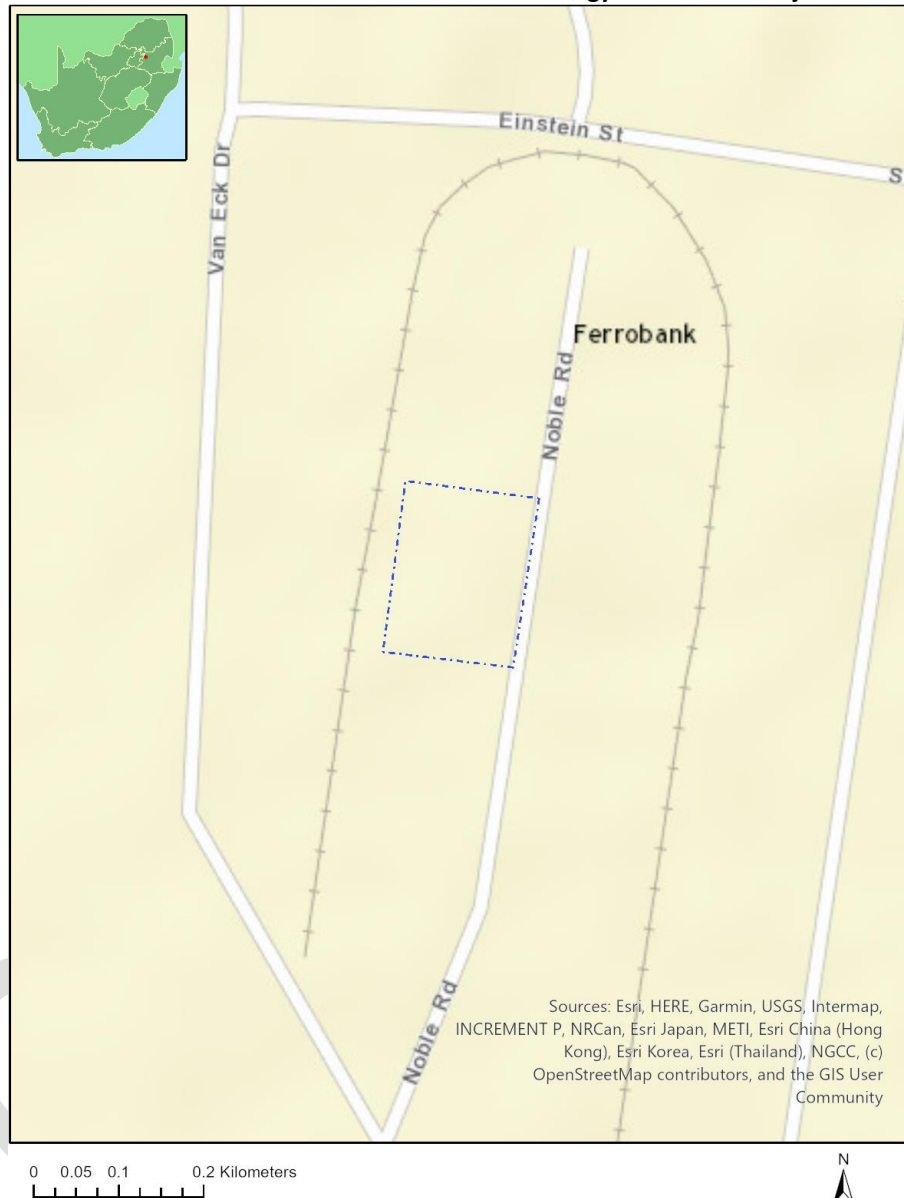 Einstein St
S
Van Eck Dr
Ferrobank
Noble Rd
Noble Rd
Sources: Esri, HERE, Garmin, USGS, Intermap,
INCREMENT P, NRCan, Esri Japan, METI, Esri China (Hong
Kong), Esri Korea, Esri (Thailand), NGCC, (c)
OpenStreetMap contributors, and the GIS User
Community
0 0.05 0.1 0.2 Kilometers
N